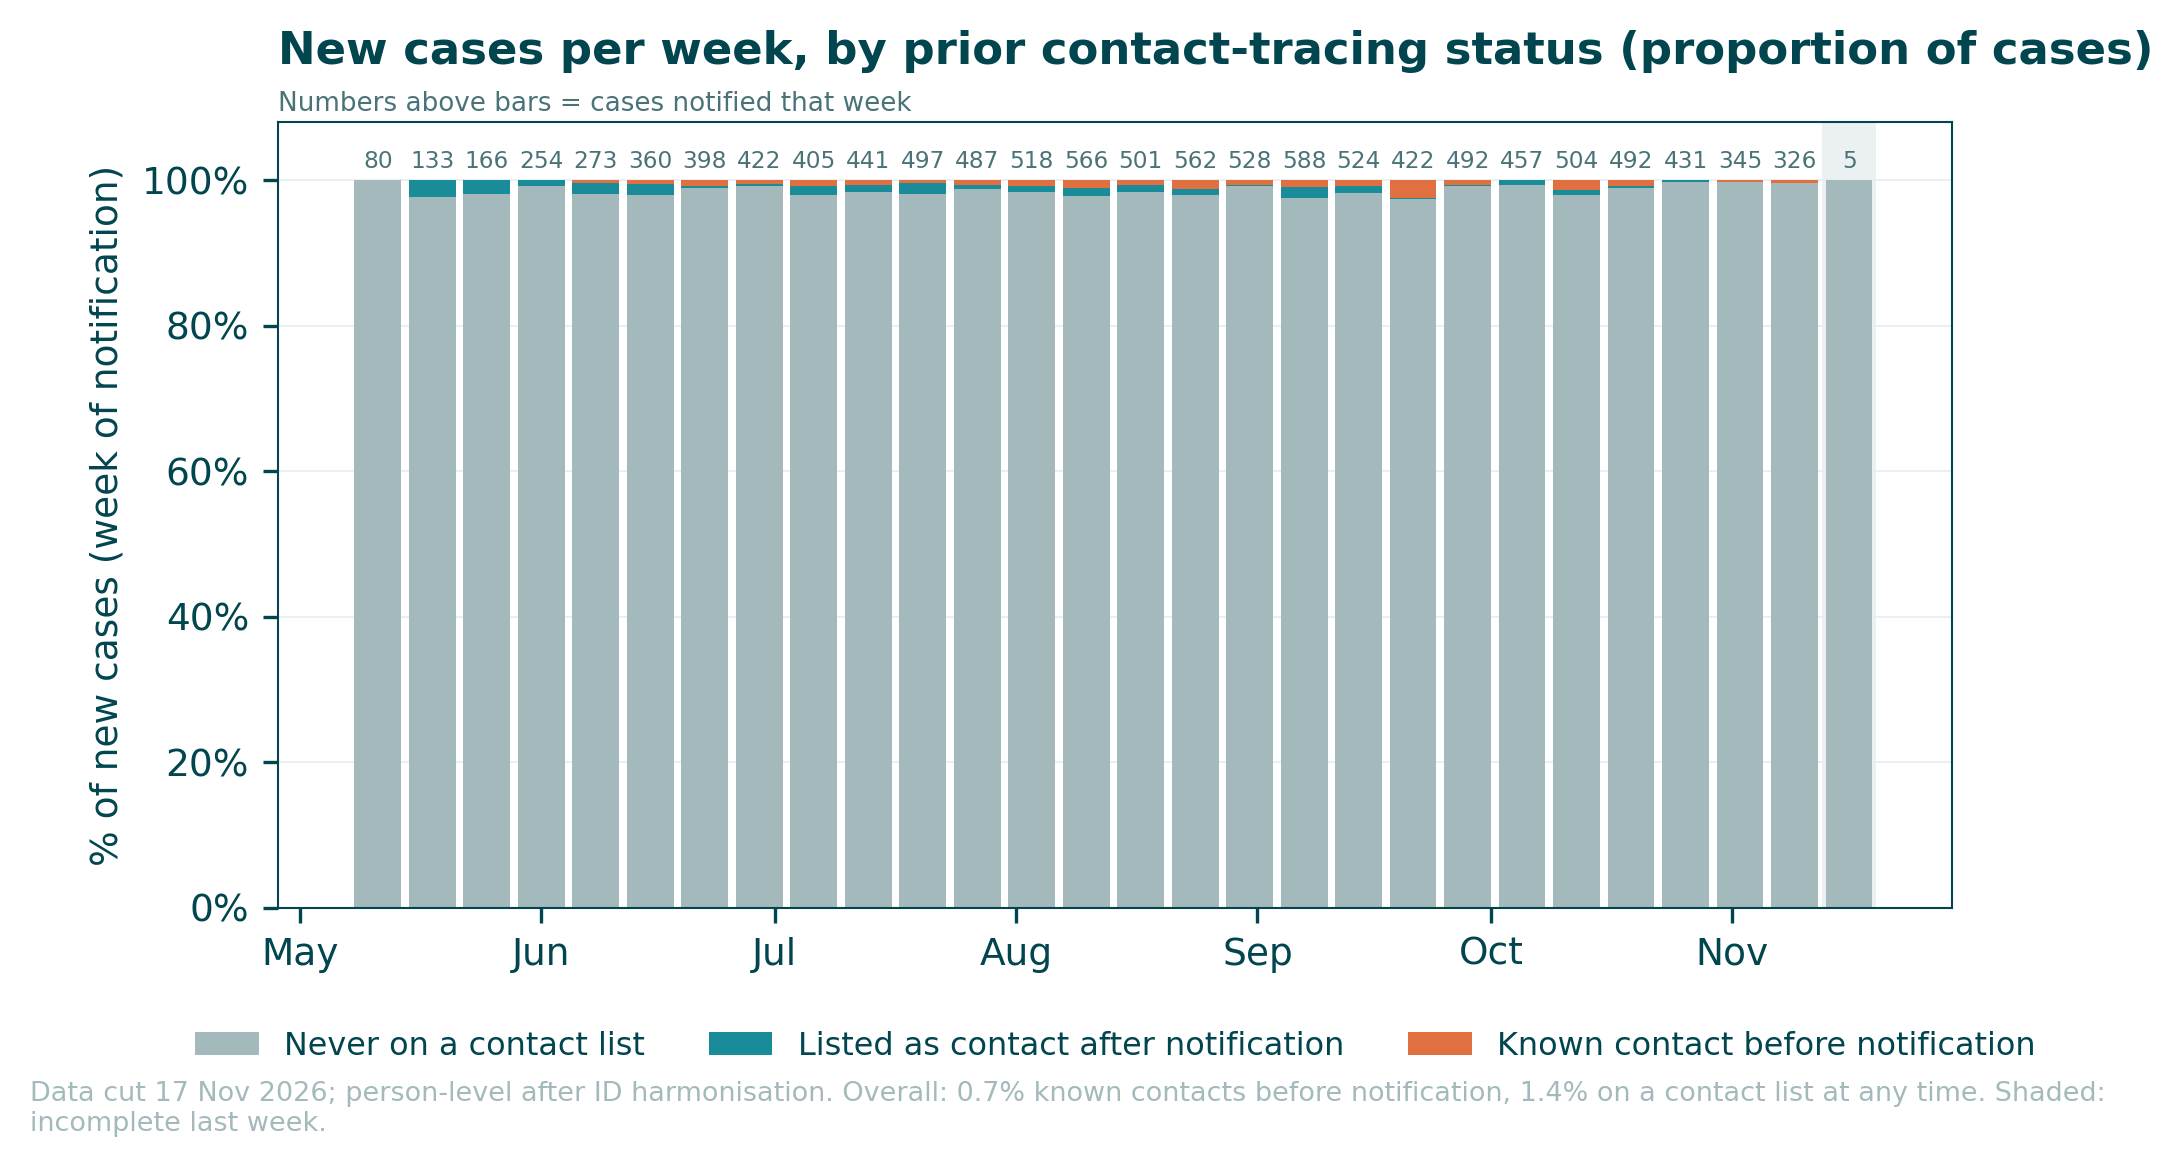 New cases per week, by prior contact-tracing status (proportion of cases)
Numbers above bars = cases notified that week
80 133 166 254 273 360 398 422 405 441 497 487 518 566 501 562 528 588 524 422 492 457 504 492 431 345 326 5
% of new cases (week of notification)
100%
80%
60%
40%
20%
0%
May Jun Jul Aug Sep Oct Nov
Never on a contact list Listed as contact after notification Known contact before notification
Data cut 17 Nov 2026; person-level after ID harmonisation. Overall: 0.7% known contacts before notification, 1.4% on a contact list at any time. Shaded:
incomplete last week.